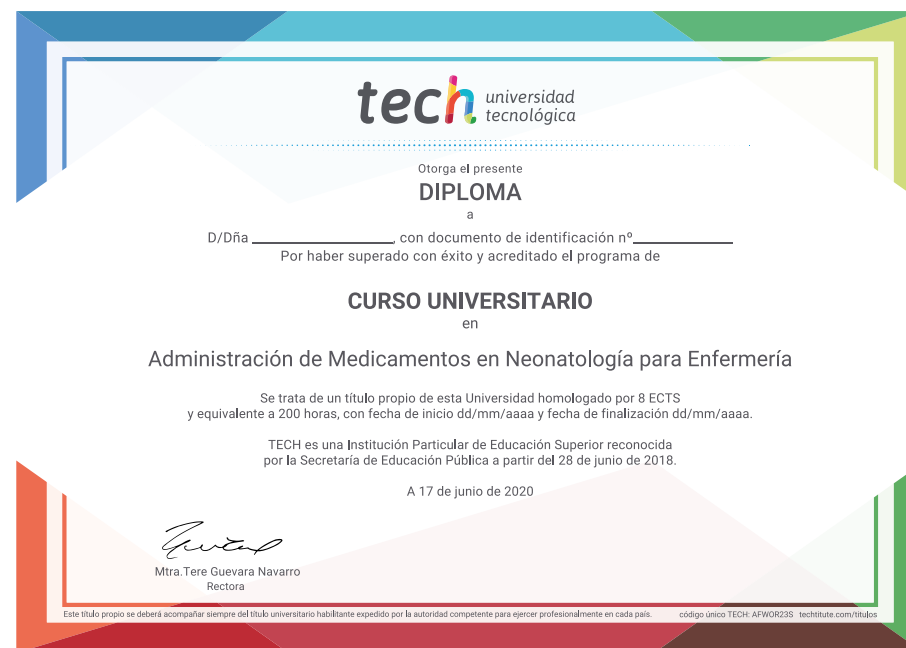 tech universidad
tecnológica
Otorga el presente
DIPLOMA
a
D/Dña ____________________, con documento de identificación nº______________
Por haber superado con éxito y acreditado el programa de
CURSO UNIVERSITARIO
en
Administración de Medicamentos en Neonatología para Enfermería
Se trata de un título propio de esta Universidad homologado por 8 ECTS
y equivalente a 200 horas, con fecha de inicio dd/mm/aaaa y fecha de finalización dd/mm/aaaa.
TECH es una Institución Particular de Educación Superior reconocida
por la Secretaría de Educación Pública a partir del 28 de junio de 2018.
A 17 de junio de 2020
Mtra.Tere Guevara Navarro
Rectora
Este título propio se deberá acompañar siempre del título universitario habilitante expedido por la autoridad competente para ejercer profesionalmente en cada país. código único TECH: AFWOR23S techtitute.com/titulos